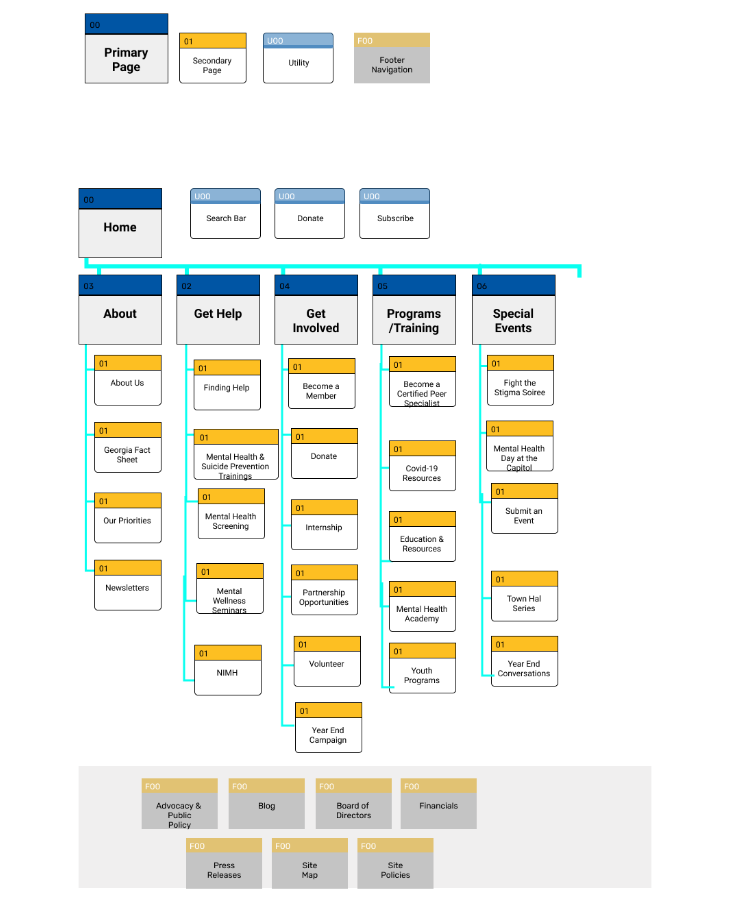 00
Primary
Page
01
Secondary
Page
U00
Utility
F00
Footer
Navigation
00
Home
U00
Search Bar
U00
Donate
U00
Subscribe
03
About
02
Get Help
04
Get
Involved
05
Programs
/Training
06
Special
Events
01
About Us
01
Georgia Fact
Sheet
01
Our Priorities
01
Newsletters
01
Finding Help
01
Mental Health &
Suicide Prevention
Trainings
01
Mental Health
Screening
01
Mental
Wellness
Seminars
01
NIMH
01
Become a
Member
01
Donate
01
Internship
01
Partnership
Opportunities
01
Volunteer
01
Year End
Campaign
01
Become a
Certified Peer
Specialist
01
Covid-19
Resources
01
Education &
Resources
01
Mental Health
Academy
01
Youth
Programs
01
Fight the
Stigma Soiree
01
Mental Health
Day at the
Capitol
01
Submit an
Event
01
Town Hal
Series
01
Year End
Conversations
F00
Advocacy &
Public
Policy
F00
Blog
F00
Board of
Directors
F00
Financials
F00
Press
Releases
F00
Site
Map
F00
Site
Policies